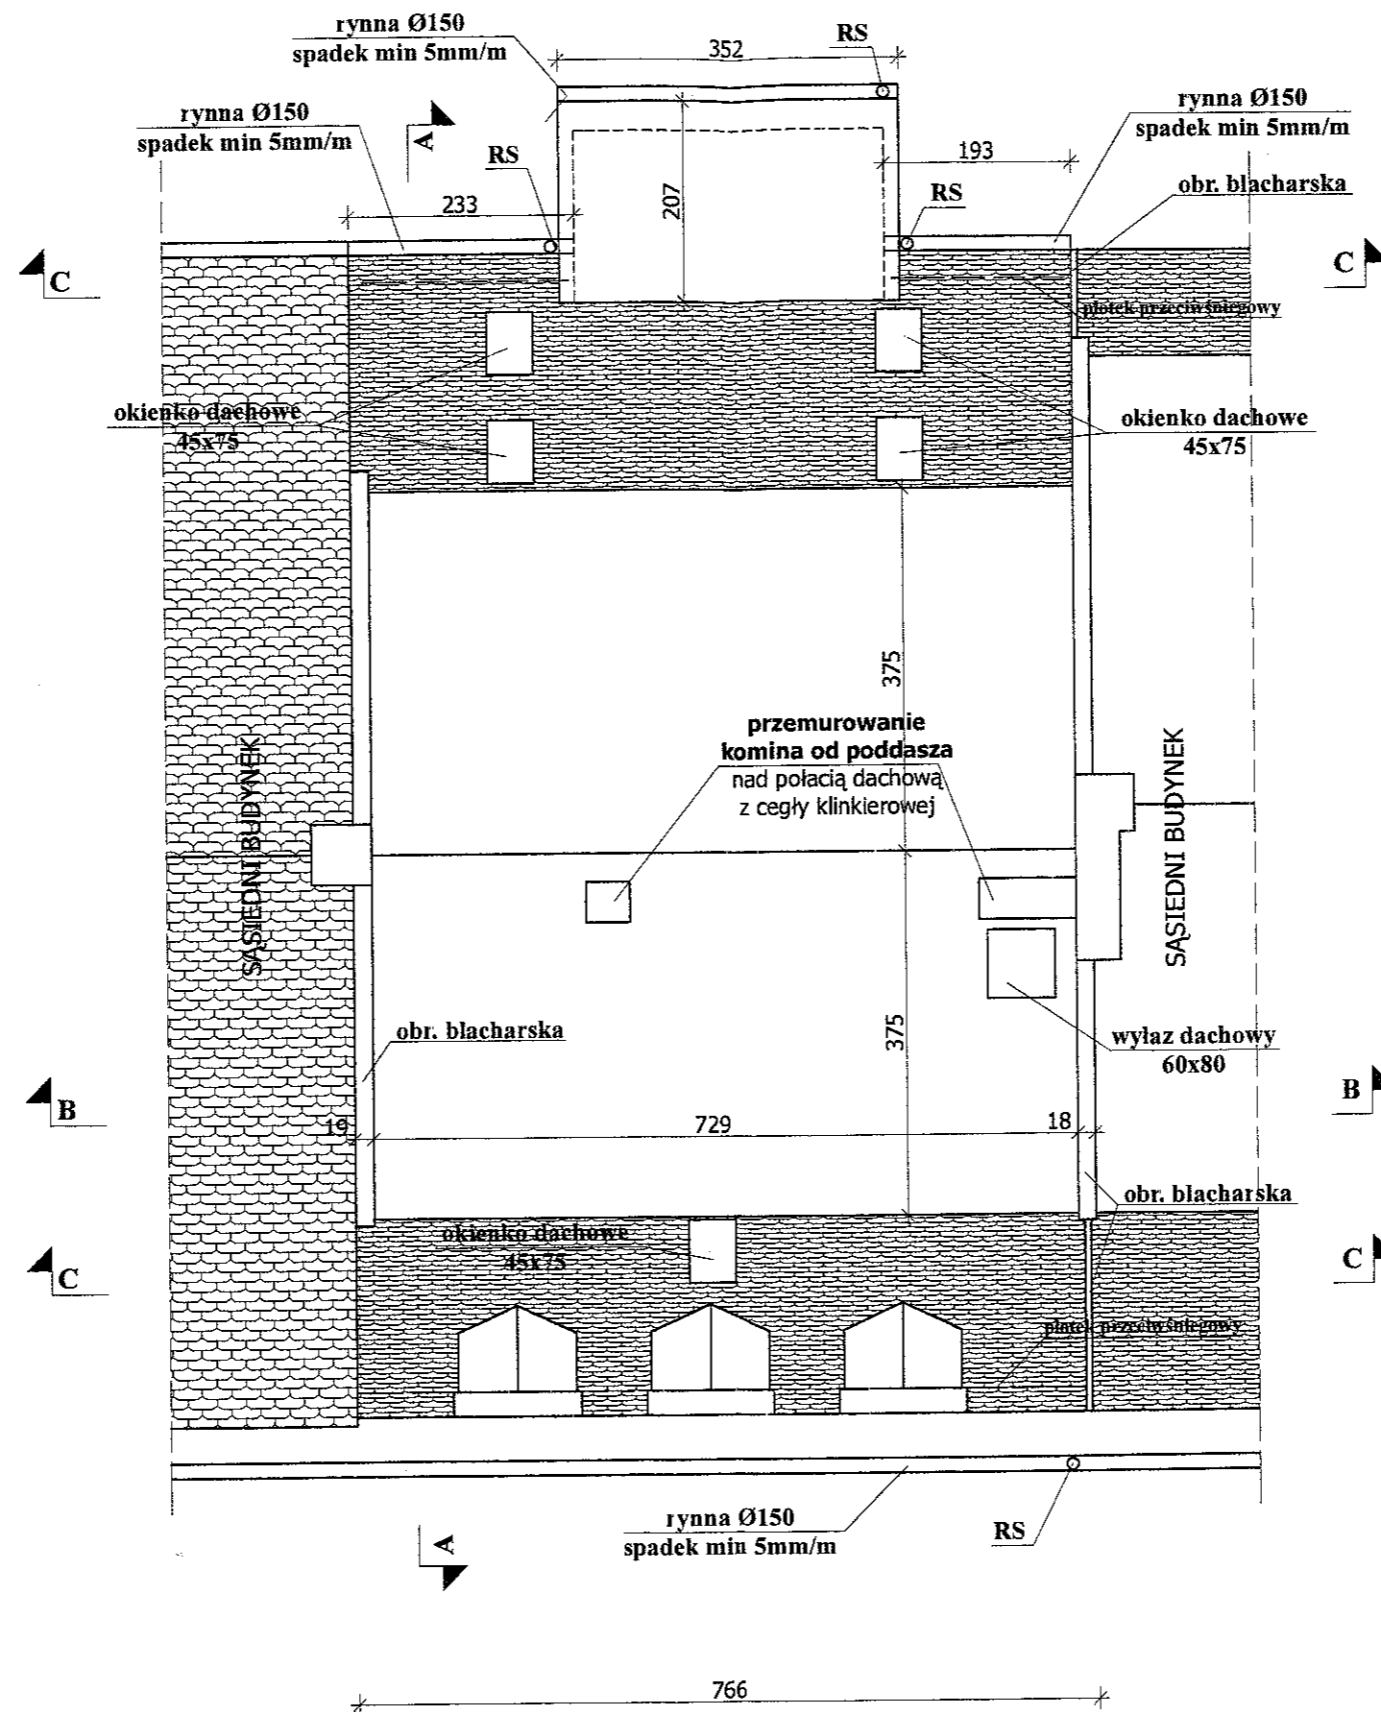 rynna Ø150
spadek min 5mm/m
352
RS
rynna Ø150
spadek min 5mm/m
A
RS
rynna Ø150
spadek min 5mm/m
193
obr. blacharska
233
207
RS
C
C
płotek przeciwśniegowy
okienko dachowe
45x75
okienko dachowe
45x75
375
przemurowanie
komina od poddasza
nad połacią dachową
z cegły klinkierowej
SĄSIEDNI BUDYNEK
SĄSIEDNI BUDYNEK
obr. blacharska
375
wyłaz dachowy
60x80
B
B
19
729
18
obr. blacharska
okienko dachowe
45x75
C
C
płotek przeciwśniegowy
rynna Ø150
spadek min 5mm/m
RS
A
766